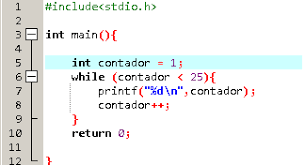 1 #include<stdio.h>
2
3 int main(){
4
5 int contador = 1;
6 while (contador < 25){
7 printf("%d\n",contador);
8 contador++;
9 }
10 return 0;
11
12 }